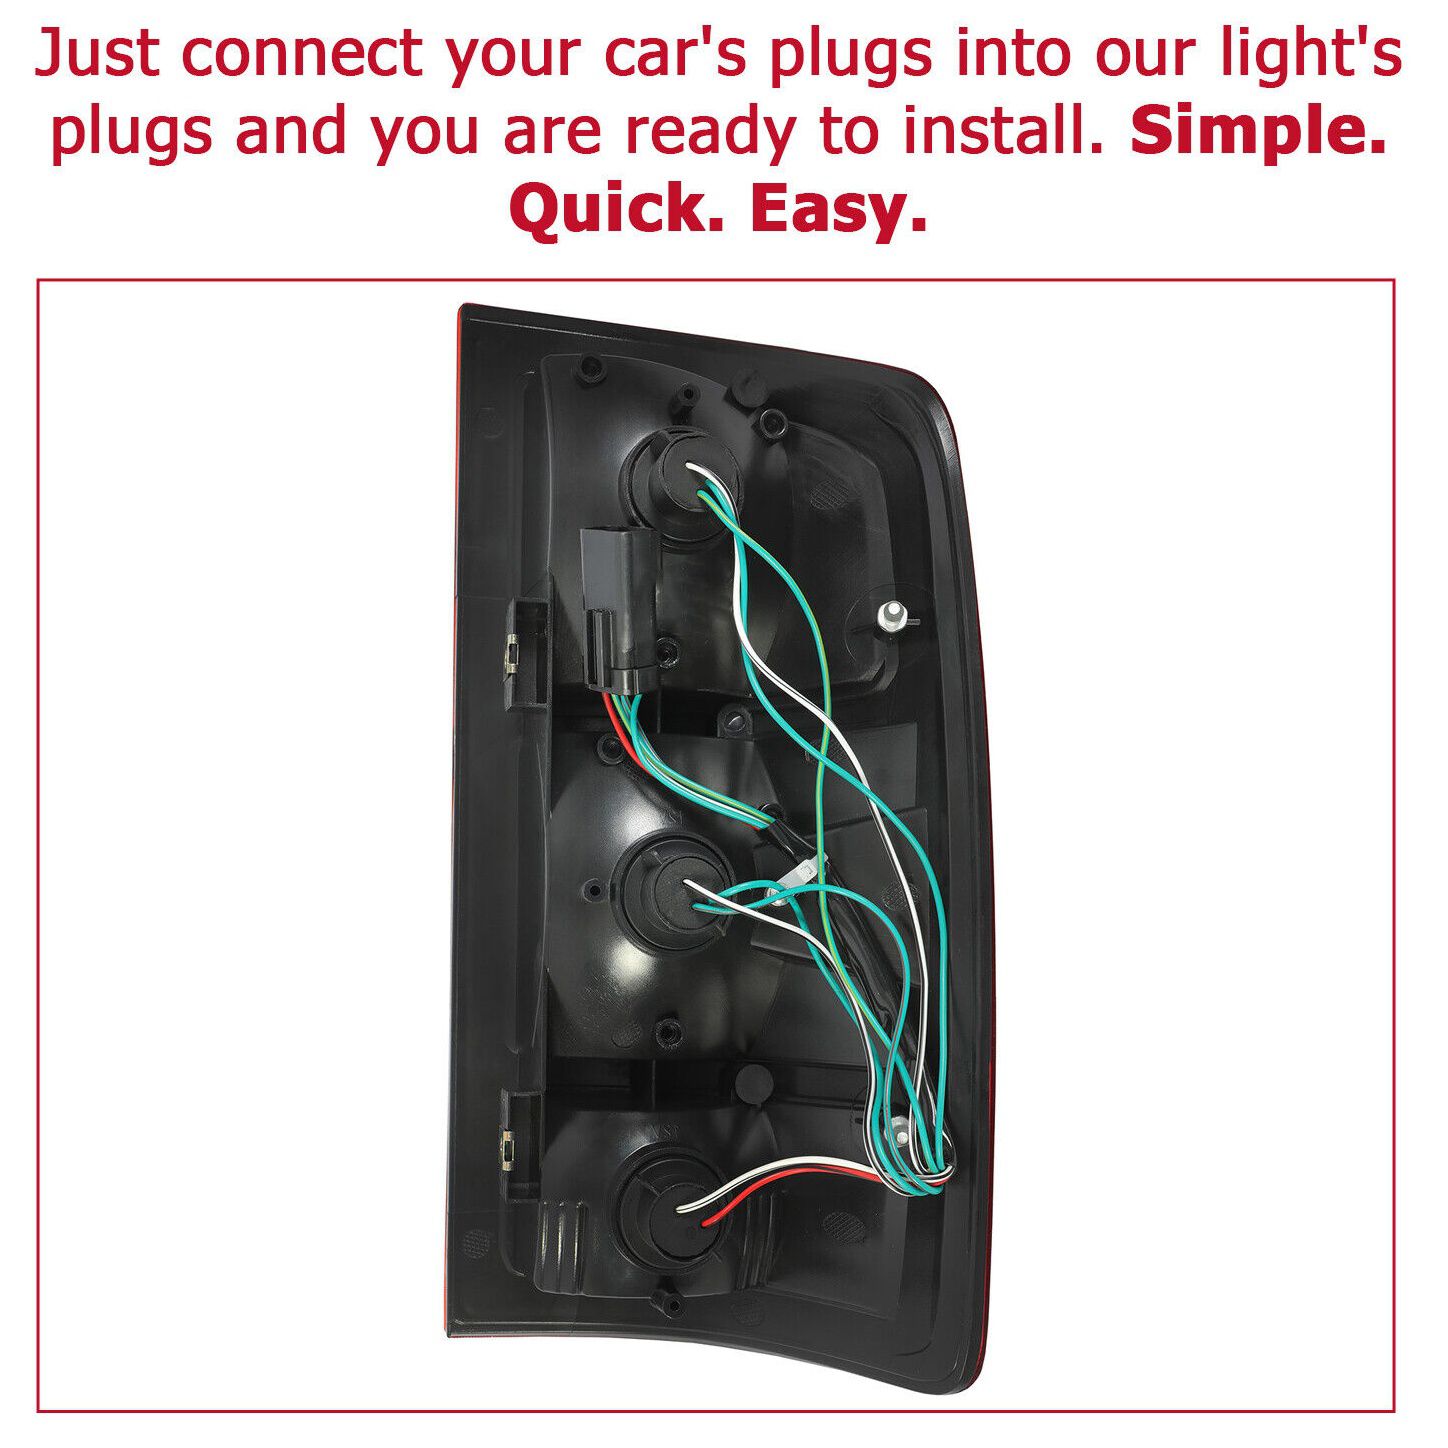 Just connect your car's plugs into our light's
plugs and you are ready to install. Simple.
Quick. Easy.